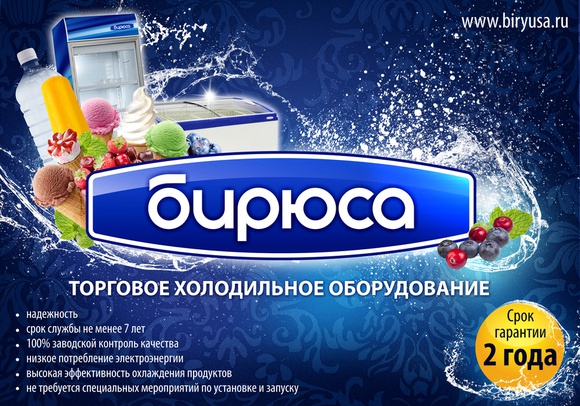 www.biryusa.ru
бирюса
бирюса
ТОРГОВОЕ ХОЛОДИЛЬНОЕ ОБОРУДОВАНИЕ
• надежность
• срок службы не менее 7 лет
• 100% заводской контроль качества
• низкое потребление электроэнергии
• высокая эффективность охлаждения продуктов
• не требуется специальных мероприятий по установке и запуску
Срок
гарантии
2 года